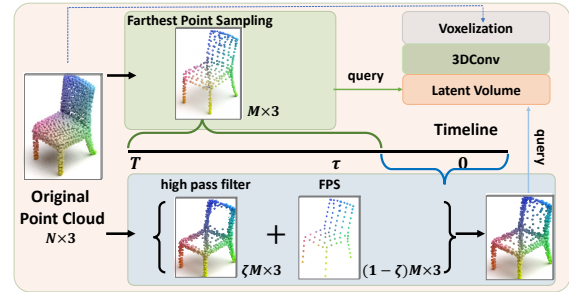 Farthest Point Sampling
M×3
query
Voxelization
3DConv
Latent Volume
Timeline
T
τ
0
query
Original
Point Cloud
N×3
high pass filter
FPS
+
ζM×3
(1 − ζ)M×3